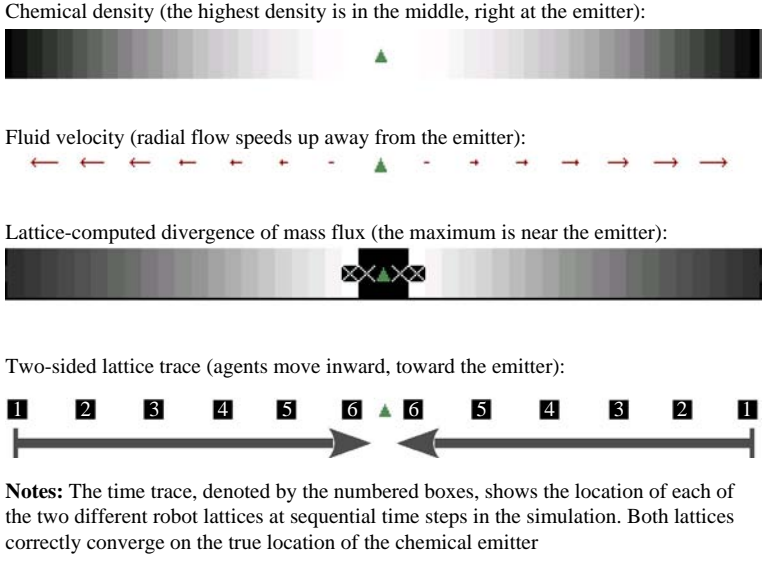 Chemical density (the highest density is in the middle, right at the emitter):
Fluid velocity (radial flow speeds up away from the emitter):
Lattice-computed divergence of mass flux (the maximum is near the emitter):
Two-sided lattice trace (agents move inward, toward the emitter):
1 2 3 4 5 6 6 5 4 3 2 1
Notes: The time trace, denoted by the numbered boxes, shows the location of each of
the two different robot lattices at sequential time steps in the simulation. Both lattices
correctly converge on the true location of the chemical emitter